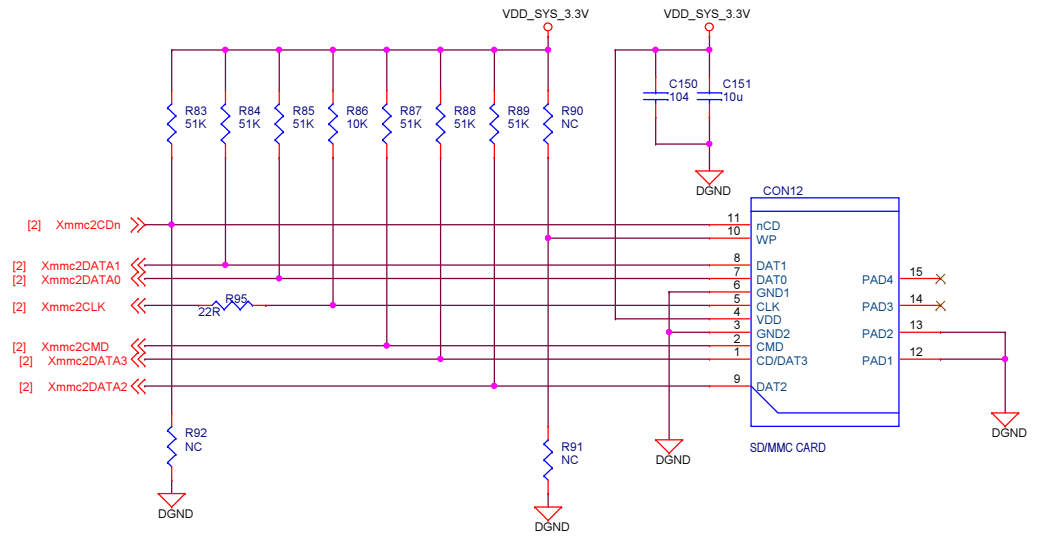 VDD_SYS_3.3V
VDD_SYS_3.3V
R83
51K
R84
51K
R85
51K
R86
10K
R87
51K
R88
51K
R89
51K
R90
NC
C150
104
C151
10u
DGND
CON12
[2] Xmmc2CDn
11
nCD
10
WP
[2] Xmmc2DATA1
8
DAT1
[2] Xmmc2DATA0
7
DAT0
PAD4
15
6
GND1
[2] Xmmc2CLK
R95
22R
5
CLK
PAD3
14
4
VDD
3
GND2
PAD2
13
[2] Xmmc2CMD
2
CMD
[2] Xmmc2DATA3
1
CD/DAT3
PAD1
12
[2] Xmmc2DATA2
9
DAT2
R92
NC
R91
NC
SD/MMC CARD
DGND
DGND
DGND
DGND